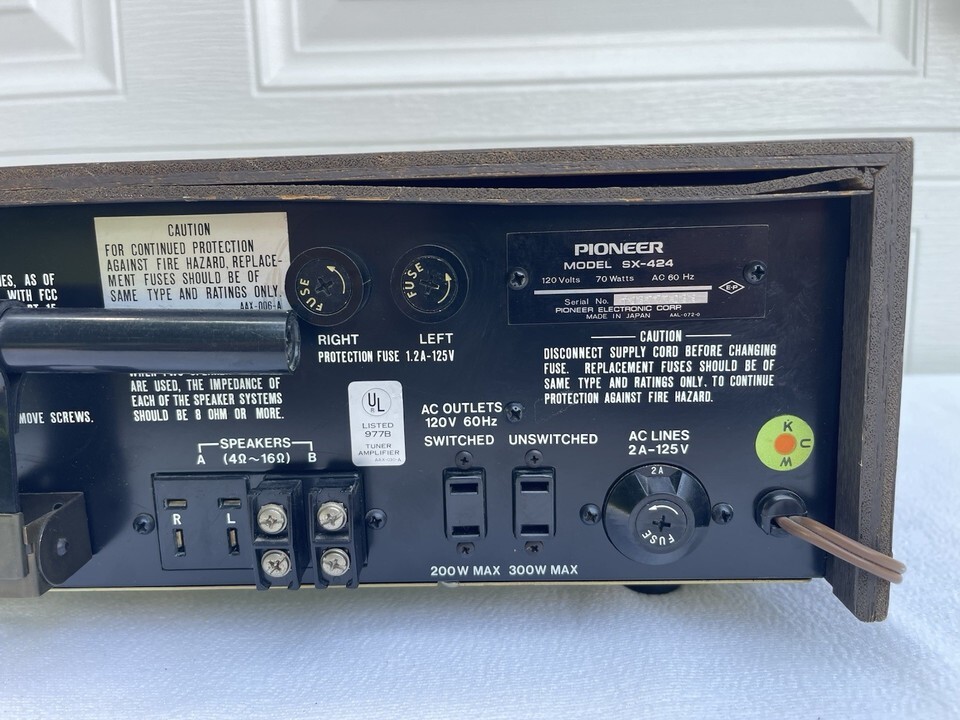 CAUTION
FOR CONTINUED PROTECTION
AGAINST FIRE HAZARD, REPLACE-
MENT FUSES SHOULD BE OF
SAME TYPE AND RATINGS ONLY.
AAX-006-A
IES, AS OF
WITH FCC
FUSE
FUSE
RIGHT LEFT
PROTECTION FUSE 1.2A-125V
PIONEER
MODEL SX-424
120 Volts 70 Watts AC 60 Hz
Serial No.
PIONEER ELECTRONIC CORP.
MADE IN JAPAN AAL-072-0
CAUTION
DISCONNECT SUPPLY CORD BEFORE CHANGING
FUSE. REPLACEMENT FUSES SHOULD BE OF
SAME TYPE AND RATINGS ONLY. TO CONTINUE
PROTECTION AGAINST FIRE HAZARD.
ARE USED, THE IMPEDANCE OF
EACH OF THE SPEAKER SYSTEMS
SHOULD BE 8 OHM OR MORE.
MOVE SCREWS.
UL
LISTED
977B
TUNER
AMPLIFIER
SPEAKERS
A (4Ω~16Ω) B
R L
AC OUTLETS
120V 60Hz
SWITCHED UNSWITCHED
200W MAX 300W MAX
AC LINES
2A-125V
2A
FUSE
K
U
W